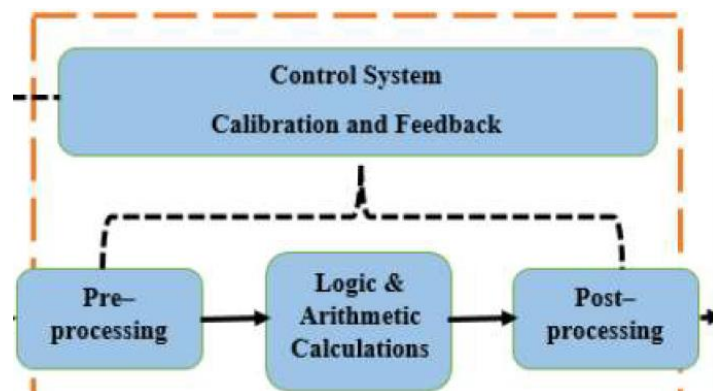 Control System
Calibration and Feedback
Pre–
processing
Logic &
Arithmetic
Calculations
Post–
processing